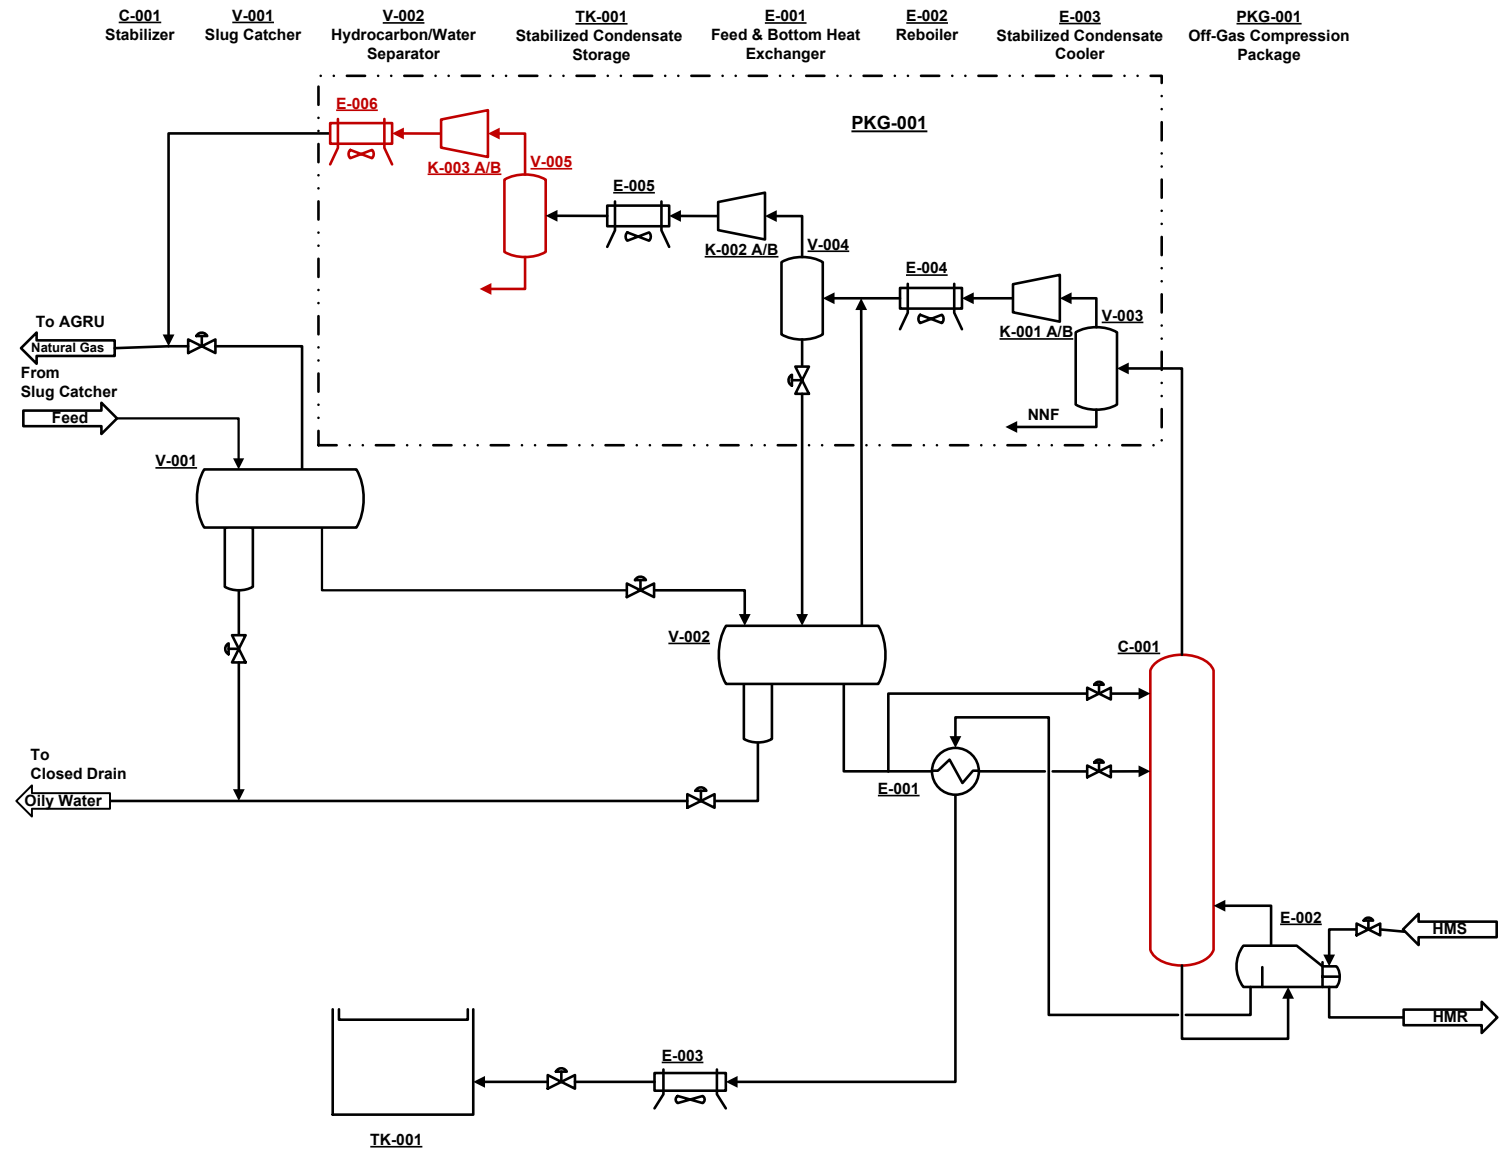 C-001
Stabilizer
V-001
Slug Catcher
V-002
Hydrocarbon/Water
Separator
TK-001
Stabilized Condensate
Storage
E-001
Feed & Bottom Heat
Exchanger
E-002
Reboiler
E-003
Stabilized Condensate
Cooler
PKG-001
Off-Gas Compression
Package
E-006
PKG-001
K-003 A/B
V-005
E-005
K-002 A/B
V-004
E-004
K-001 A/B
V-003
To AGRU
Natural Gas
From
Slug Catcher
Feed
NNF
V-001
V-002
C-001
To
Closed Drain
Oily Water
E-001
E-002
HMS
HMR
E-003
TK-001